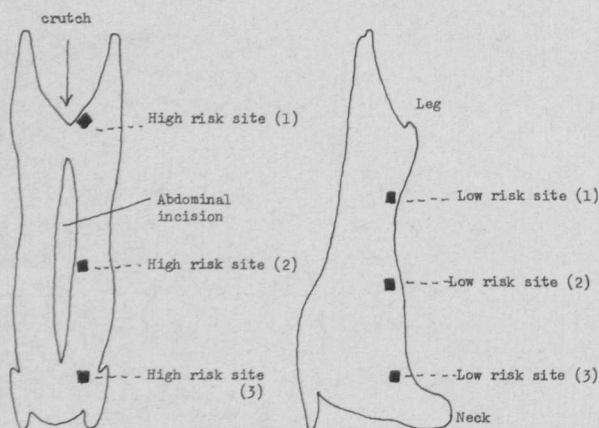 crutch
High risk site (1)
Abdominal
incision
High risk site (2)
High risk site
(3)
Leg
Low risk site (1)
Low risk site (2)
Low risk site (3)
Neck